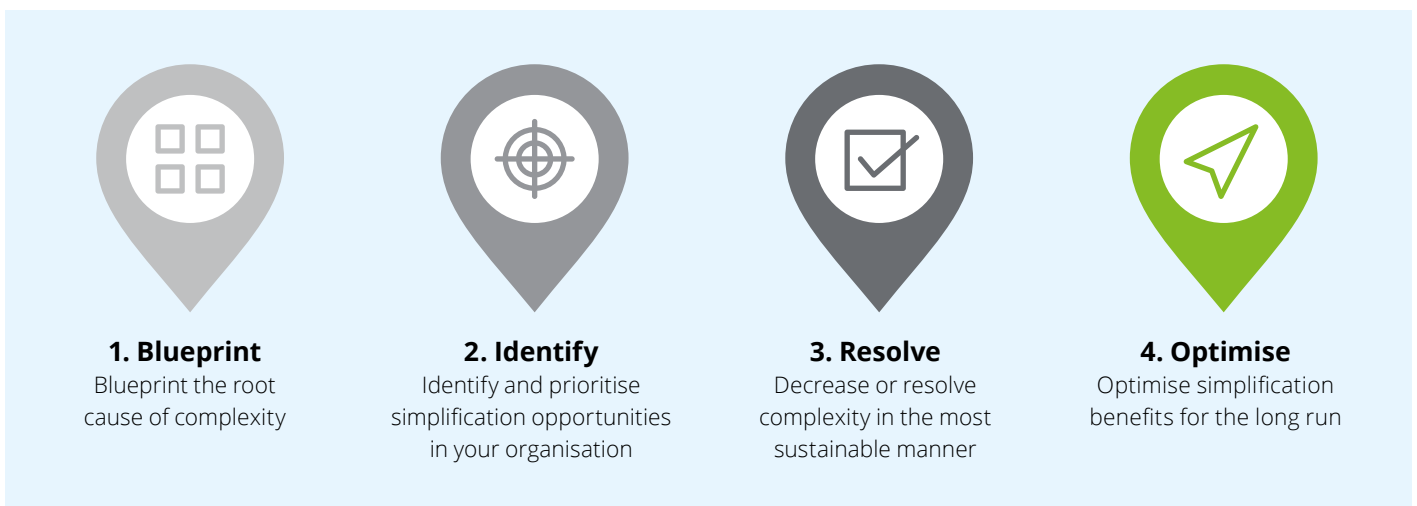 1. Blueprint
Blueprint the root
cause of complexity
2. Identify
Identify and prioritise
simplification opportunities
in your organisation
3. Resolve
Decrease or resolve
complexity in the most
sustainable manner
4. Optimise
Optimise simplification
benefits for the long run